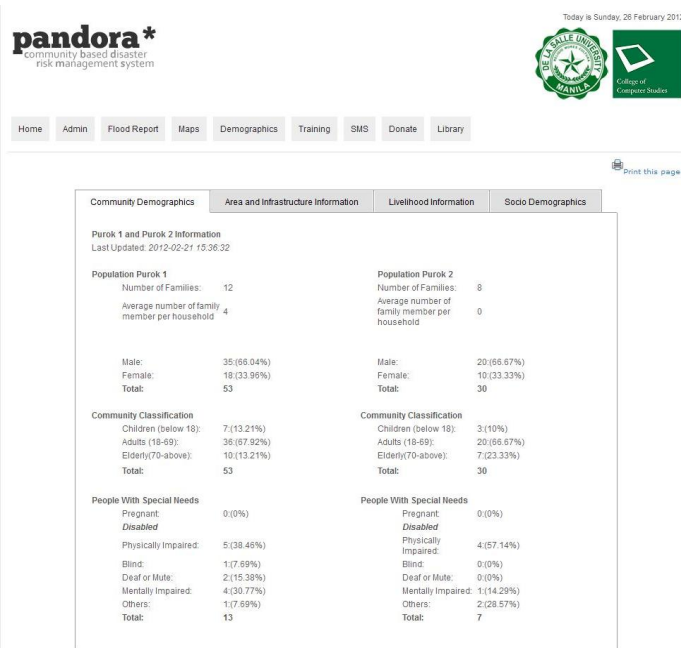 Today is Sunday, 26 February 2012
pandora*
community based disaster
risk management system
DE LA SALLE UNIVERSITY
MANILA
College of
Computer Studies
Home Admin Flood Report Maps Demographics Training SMS Donate Library
Print this page
Community Demographics Area and Infrastructure Information Livelihood Information Socio Demographics
Purok 1 and Purok 2 Information
Last Updated: 2012-02-21 15:36:32
Population Purok 1 Population Purok 2
Number of Families: 12 Number of Families: 8
Average number of family member per household 4 Average number of family member per household 0
Male: 35:(66.04%) Male: 20:(66.67%)
Female: 18:(33.96%) Female: 10:(33.33%)
Total: 53 Total: 30
Community Classification Community Classification
Children (below 18): 7:(13.21%) Children (below 18): 3:(10%)
Adults (18-69): 36:(67.92%) Adults (18-69): 20:(66.67%)
Elderly(70-above): 10:(13.21%) Elderly(70-above): 7:(23.33%)
Total: 53 Total: 30
People With Special Needs People With Special Needs
Pregnant: 0:(0%) Pregnant: 0:(0%)
Disabled Disabled
Physically Impaired: 5:(38.46%) Physically Impaired: 4:(57.14%)
Blind: 1:(7.69%) Blind: 0:(0%)
Deaf or Mute: 2:(15.38%) Deaf or Mute: 0:(0%)
Mentally Impaired: 4:(30.77%) Mentally Impaired: 1:(14.29%)
Others: 1:(7.69%) Others: 2:(28.57%)
Total: 13 Total: 7